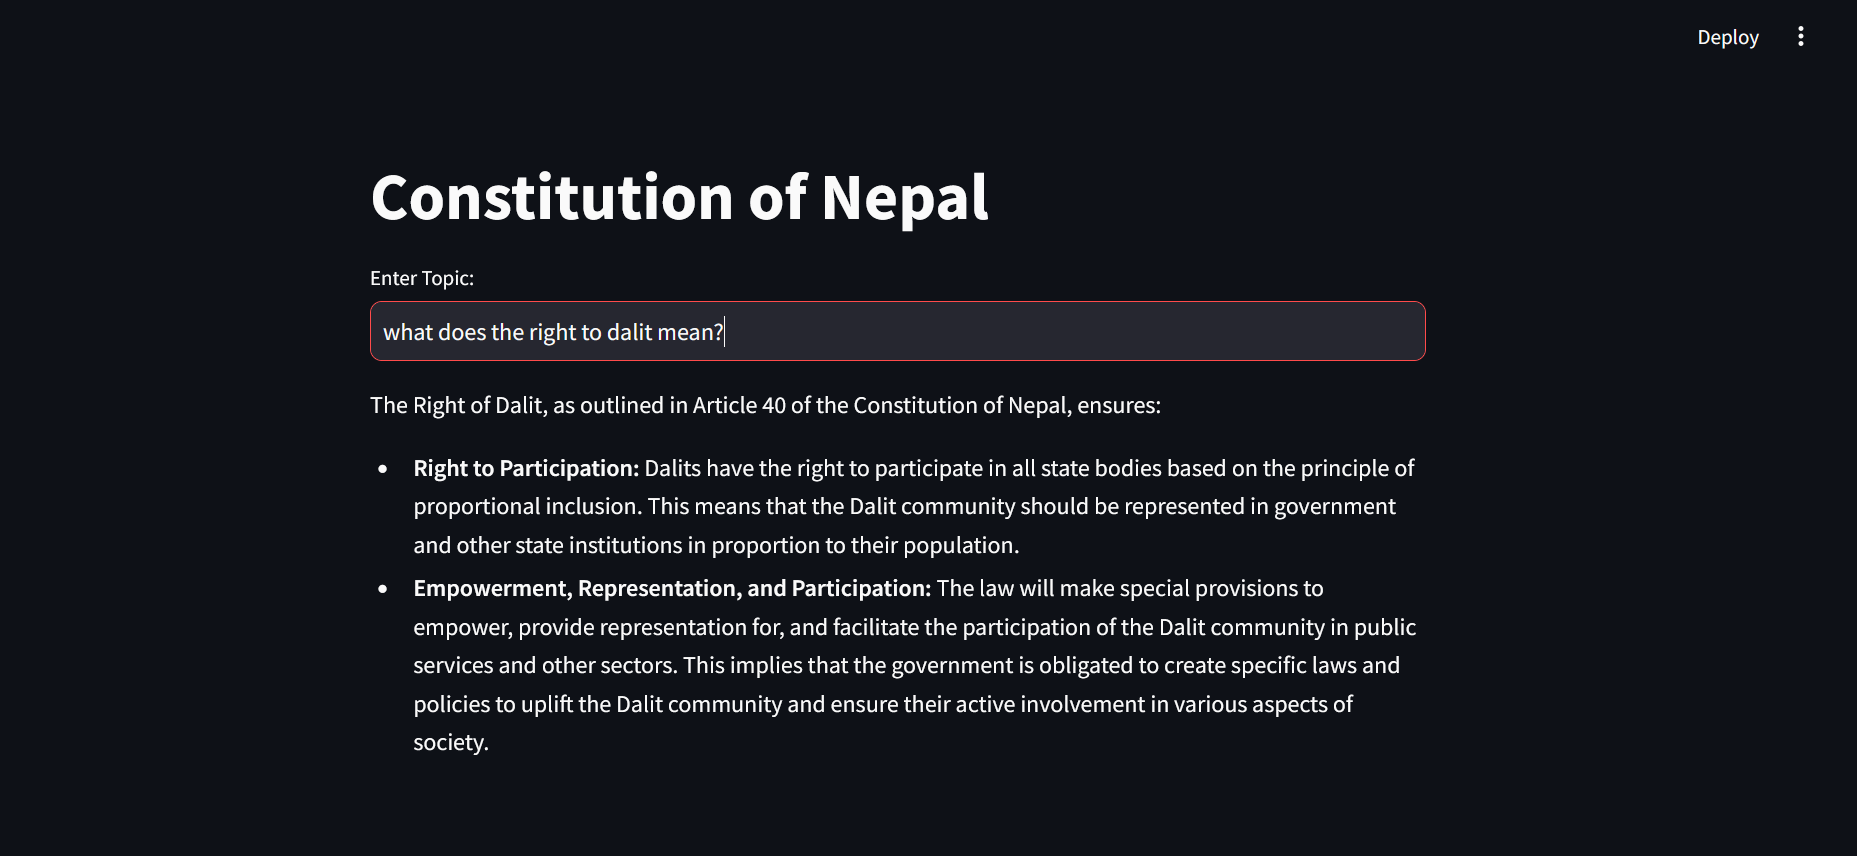 Deploy
Constitution of Nepal
Enter Topic:
what does the right to dalit mean?
The Right of Dalit, as outlined in Article 40 of the Constitution of Nepal, ensures:
Right to Participation: Dalits have the right to participate in all state bodies based on the principle of
proportional inclusion. This means that the Dalit community should be represented in government
and other state institutions in proportion to their population.
Empowerment, Representation, and Participation: The law will make special provisions to
empower, provide representation for, and facilitate the participation of the Dalit community in public
services and other sectors. This implies that the government is obligated to create specific laws and
policies to uplift the Dalit community and ensure their active involvement in various aspects of
society.